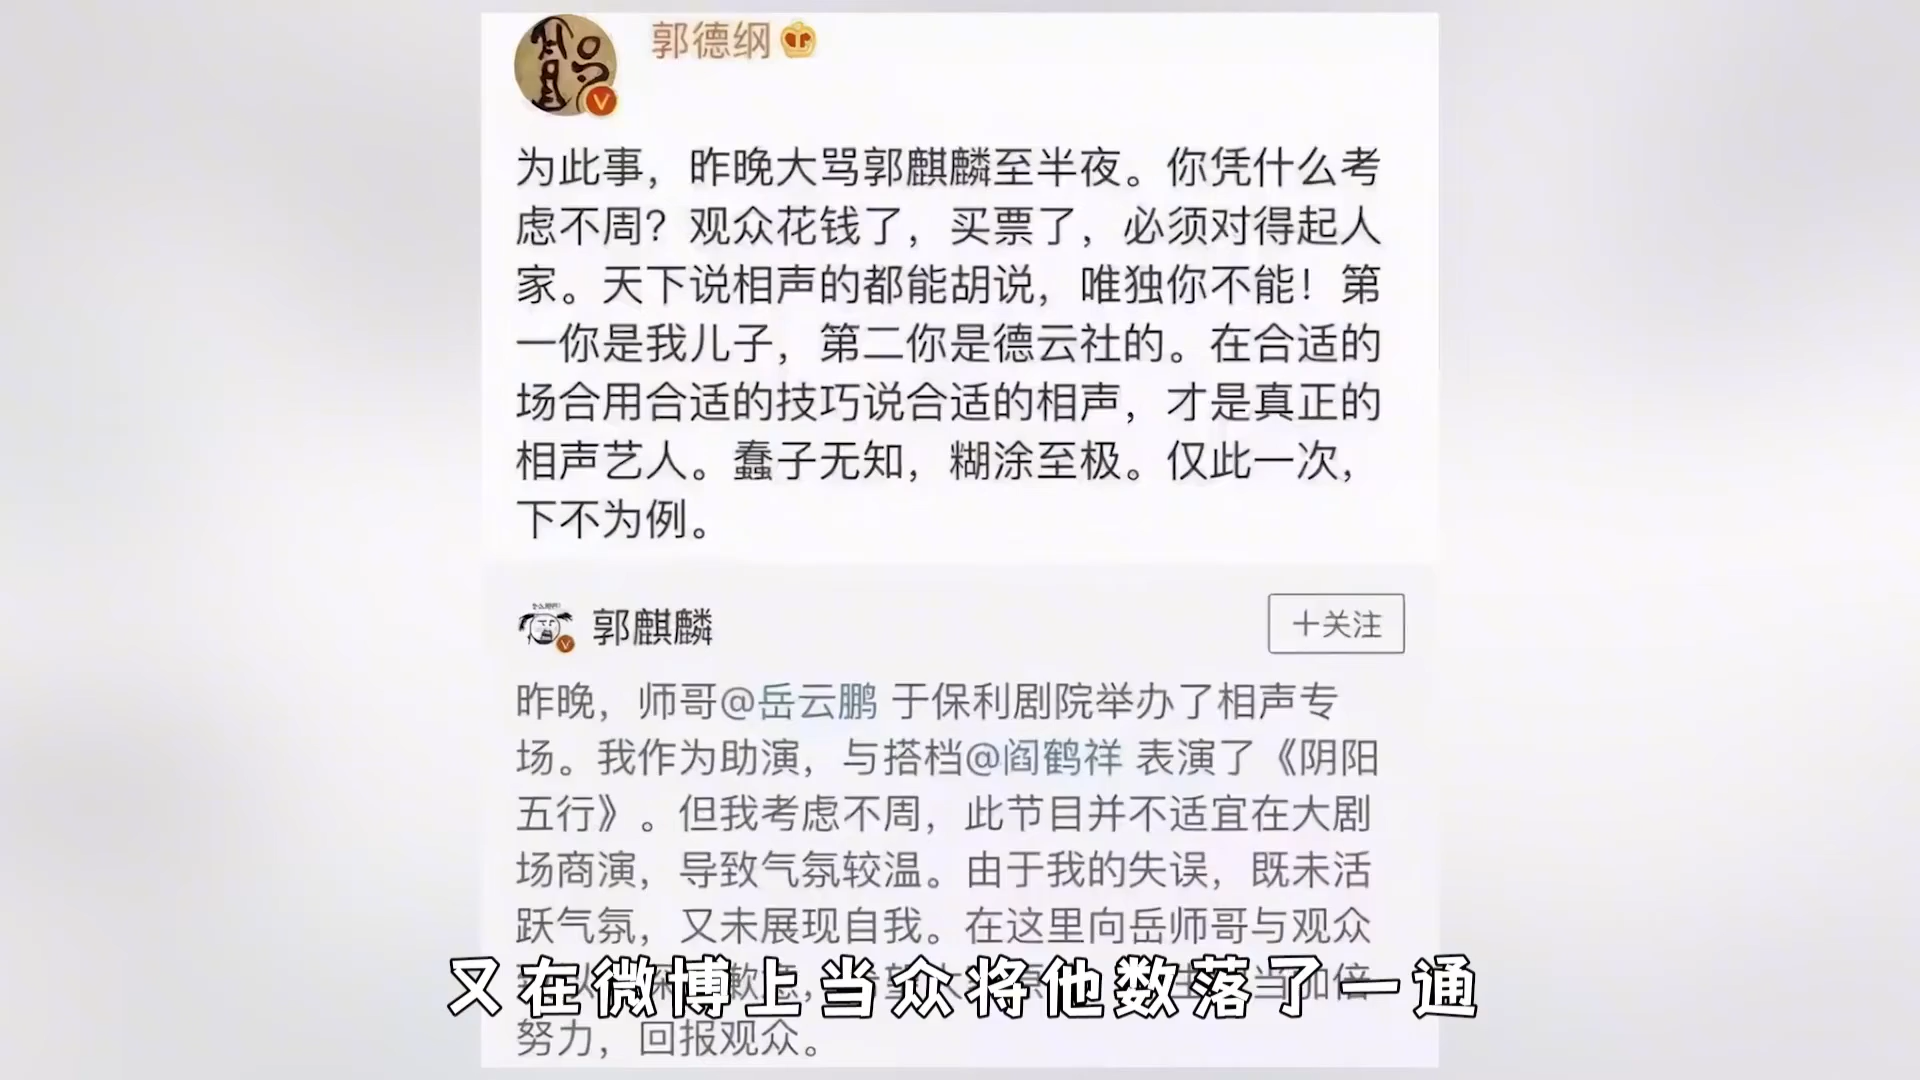 郭德纲
为此事，昨晚大骂郭麒麟至半夜。你凭什么考
虑不周？观众花钱了，买票了，必须对得起人
家。天下说相声的都能胡说，唯独你不能！第
一你是我儿子，第二你是德云社的。在合适的
场合用合适的技巧说合适的相声，才是真正的
相声艺人。蠢子无知，糊涂至极。仅此一次，
下不为例。
郭麒麟
+关注
昨晚，师哥@岳云鹏 于保利剧院举办了相声专
场。我作为助演，与搭档@阎鹤祥 表演了《阴阳
五行》。但我考虑不周，此节目并不适宜在大剧
场商演，导致气氛较温。由于我的失误，既未活
跃气氛，又未展现自我。在这里向岳师哥与观众
又在微博上当众将他数落了一通
努力，回报观众。